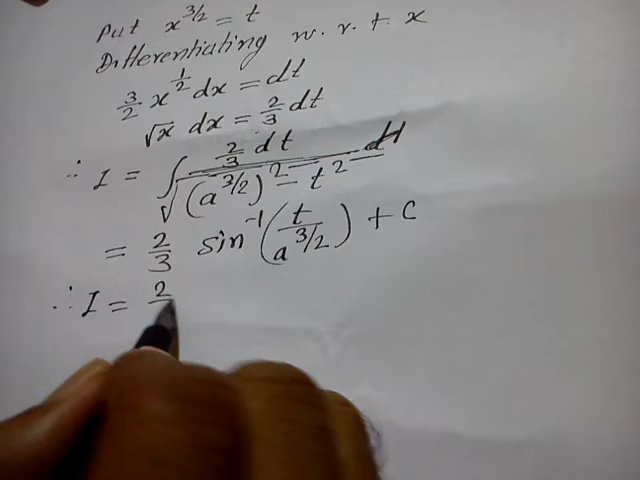 Put x^{3/2} = t
Differentiating w.r.t x
3/2 x^{1/2} dx = dt
√x dx = 2/3 dt
∴ I = ∫ (2/3 dt) / √((a^{3/2})^2 - t^2)
= 2/3 sin^{-1} (t / a^{3/2}) + c
∴ I = 2